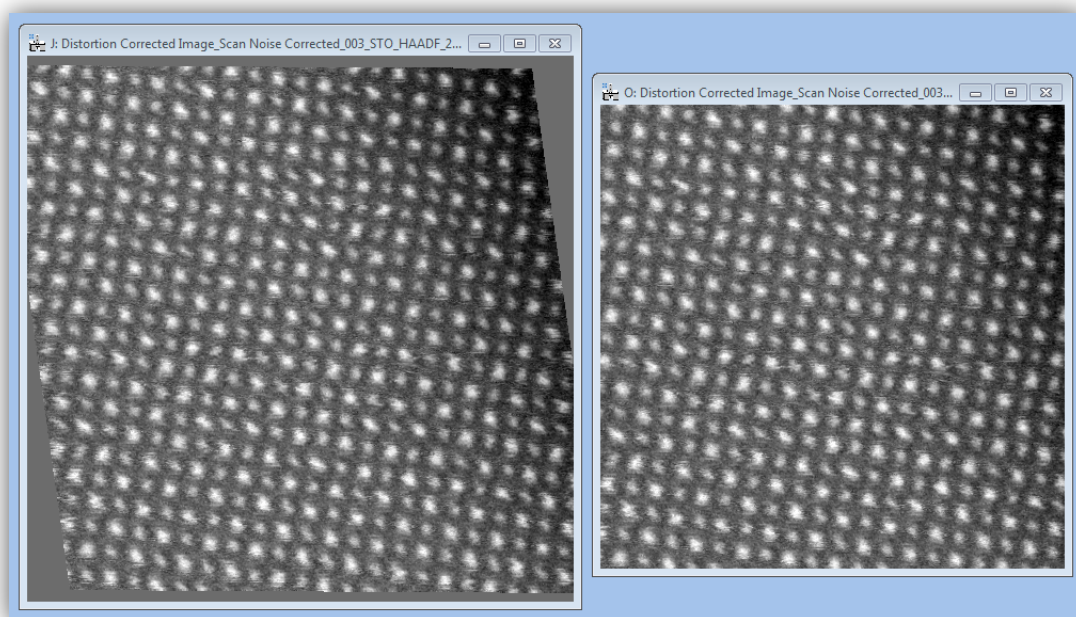 J: Distortion Corrected Image_Scan Noise Corrected_003_STO_HAADF_2...
O: Distortion Corrected Image_Scan Noise Corrected_003...